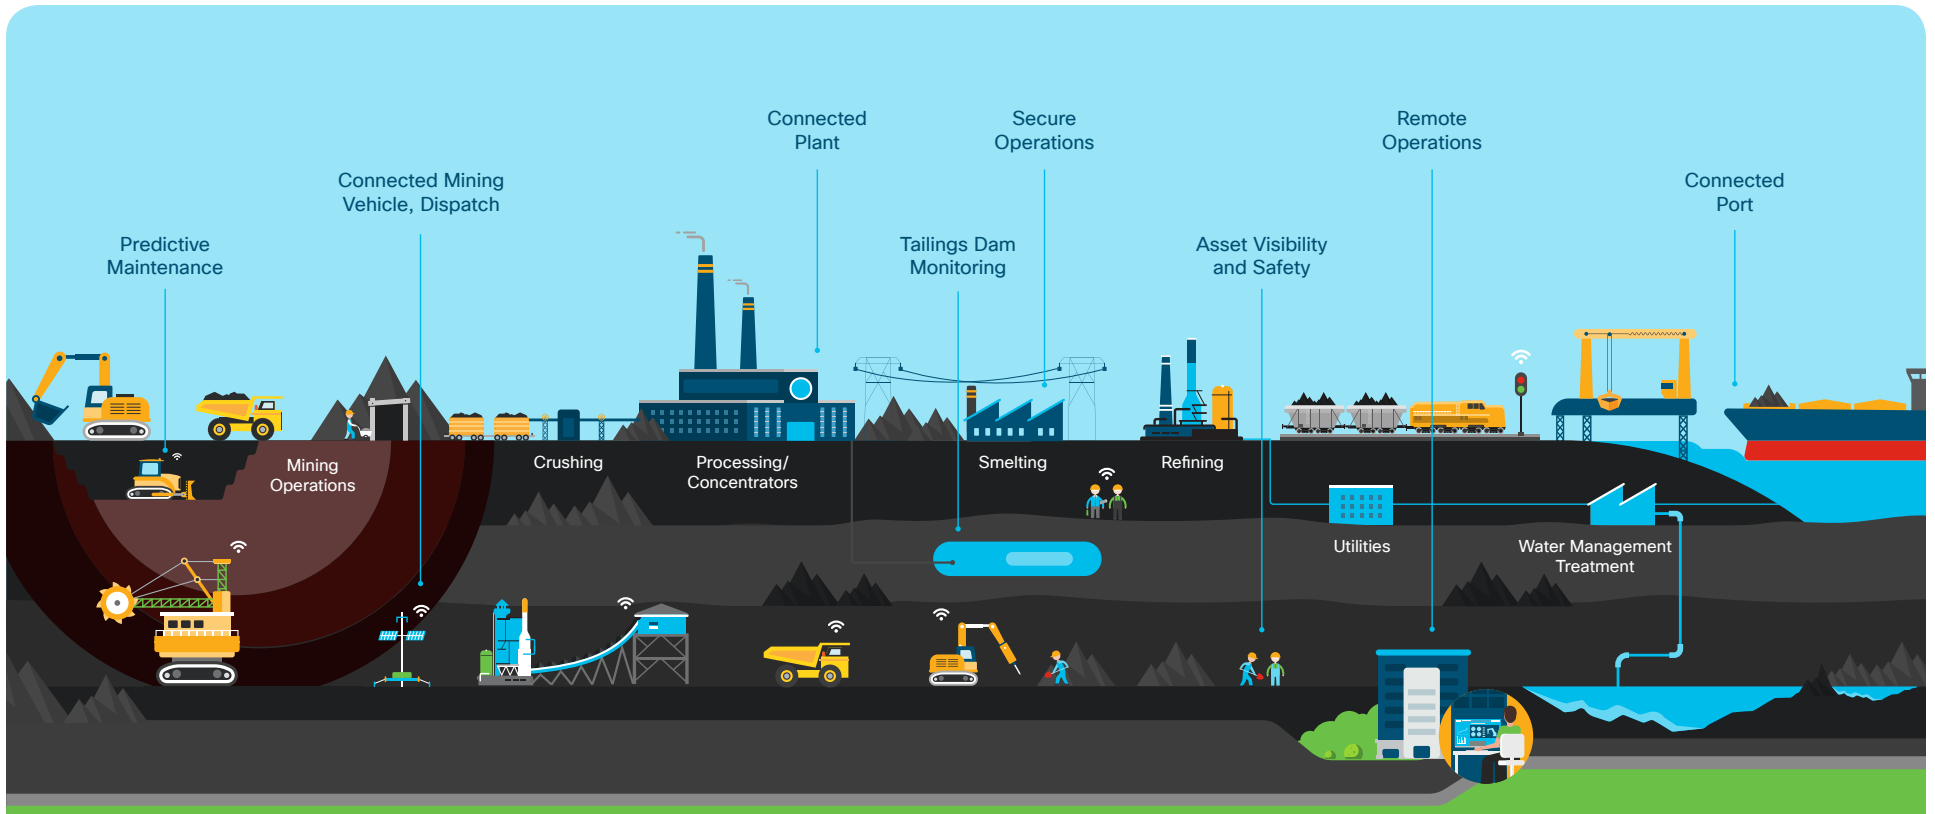 Connected
Plant
Secure
Operations
Remote
Operations
Connected Mining
Vehicle, Dispatch
Connected
Port
Predictive
Maintenance
Tailings Dam
Monitoring
Asset Visibility
and Safety
Mining
Operations
Crushing
Processing/
Concentrators
Smelting
Refining
Utilities
Water Management
Treatment